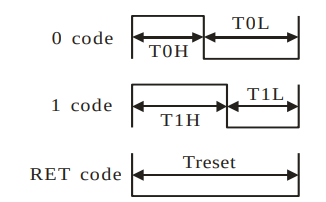 T0L
0 code
T0H
T1L
1 code
T1H
Treset
RET code